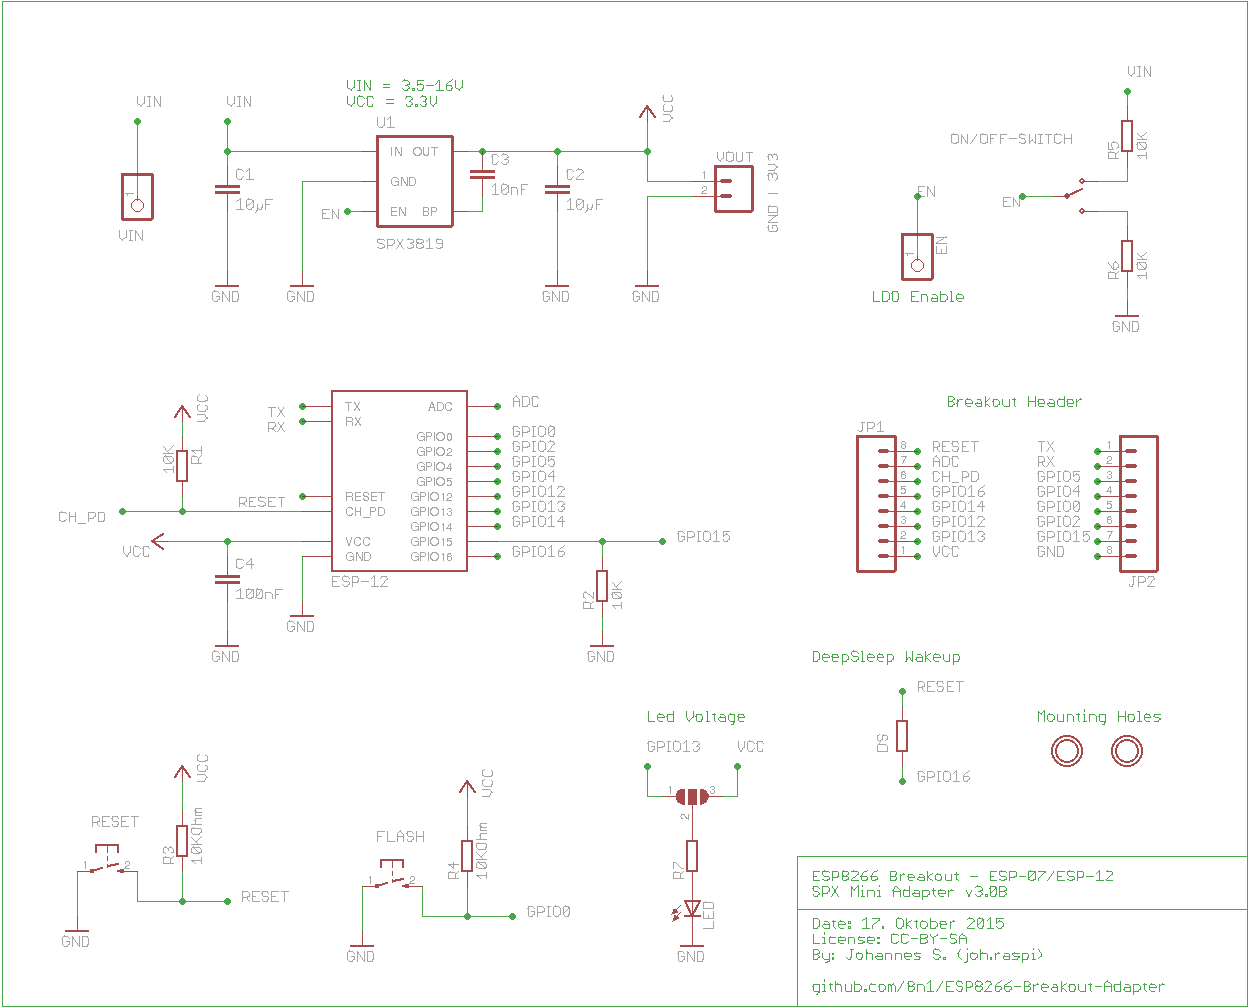 VIN = 3.5-16V
VCC = 3.3V
VIN
1
VIN
VIN
C1
10µF
GND
U1
IN OUT
GND
EN BP
SPX3819
EN
GND
C3
10nF
C2
10µF
GND
VCC
VOUT
1
2
GND | 3V3
GND
EN
1
EN
LDO Enable
ON/OFF-SWITCH
VIN
R5
10K
EN
R6
10K
GND
VCC
10K
R1
CH_PD
RESET
TX
RX
VCC
C4
100nF
GND
GND
TX
RX
RESET
CH_PD
VCC
GND
ADC
GPIO0
GPIO2
GPIO4
GPIO5
GPIO12
GPIO13
GPIO14
GPIO15
GPIO16
ESP-12
ADC
GPIO0
GPIO2
GPIO5
GPIO4
GPIO12
GPIO13
GPIO14
GPIO15
GPIO16
R2
10K
GND
Breakout Header
JP1
8 RESET
7 ADC
6 CH_PD
5 GPIO16
4 GPIO14
3 GPIO12
2 GPIO13
1 VCC
TX 1
RX 2
GPIO5 3
GPIO4 4
GPIO0 5
GPIO2 6
GPIO15 7
GND 8
JP2
DeepSleep Wakeup
RESET
DS
GPIO16
Mounting Holes
Led Voltage
GPIO13 VCC
1 3
2
R7
LED
GND
RESET
1 2
GND
VCC
R3
10KOhm
RESET
FLASH
1 2
GND
VCC
R4
10KOhm
GPIO0
ESP8266 Breakout - ESP-07/ESP-12
SPX Mini Adapter v3.0B
Date: 17. Oktober 2015
License: CC-BY-SA
By: Johannes S. (joh.raspi)
github.com/8n1/ESP8266-Breakout-Adapter